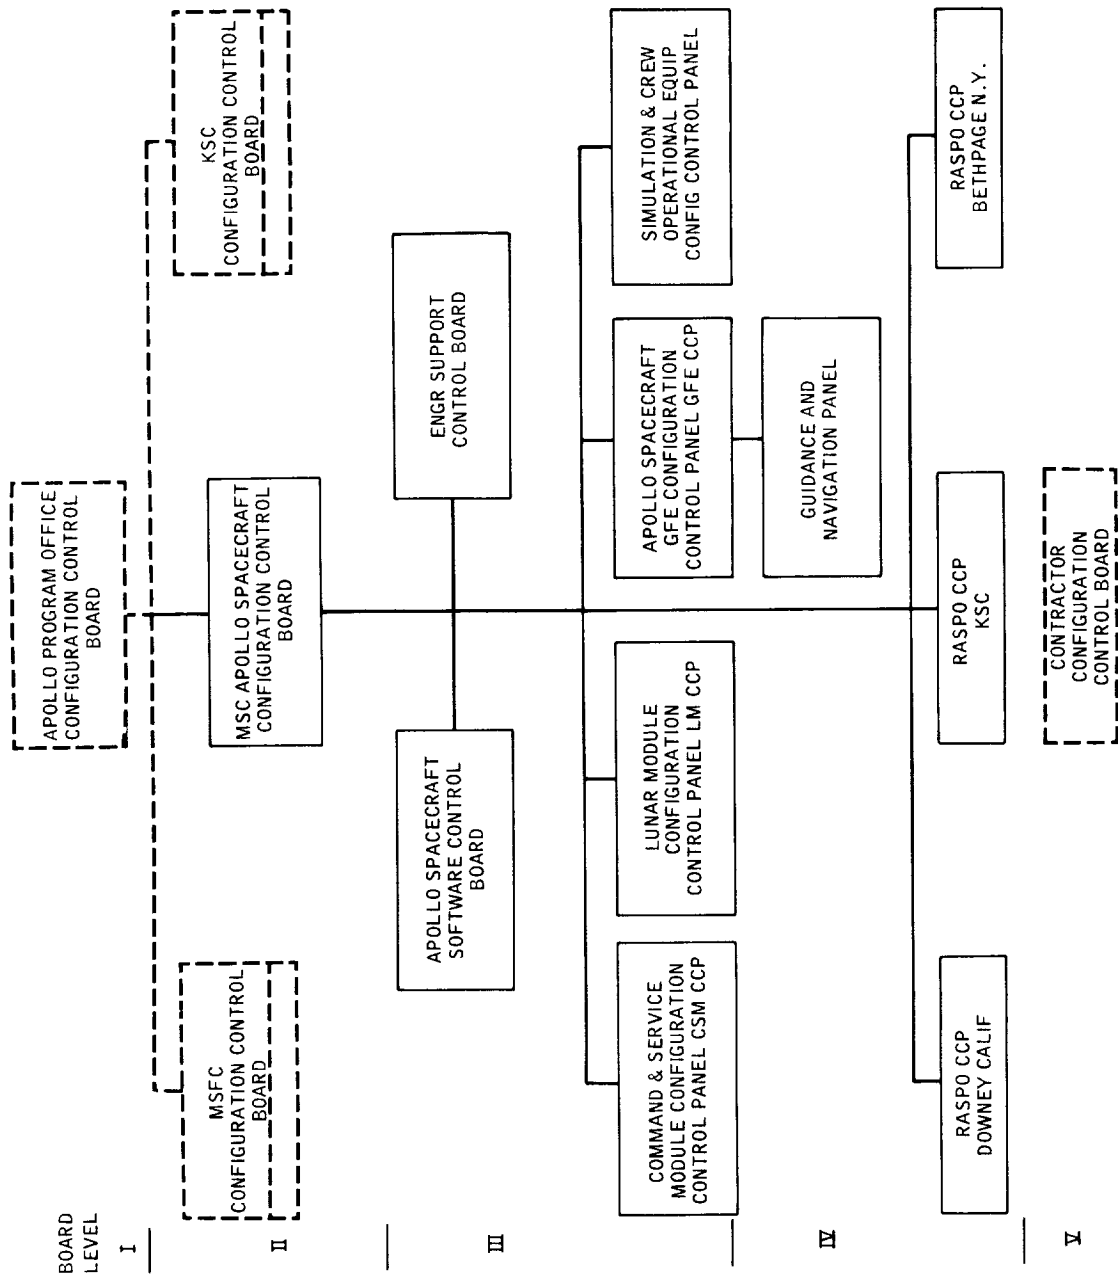 BOARD
LEVEL
I
APOLLO PROGRAM OFFICE
CONFIGURATION CONTROL
BOARD
II
MSFC
CONFIGURATION CONTROL
BOARD
MSC APOLLO SPACECRAFT
CONFIGURATION CONTROL
BOARD
KSC
CONFIGURATION CONTROL
BOARD
III
APOLLO SPACECRAFT
SOFTWARE CONTROL
BOARD
ENGR SUPPORT
CONTROL BOARD
COMMAND & SERVICE
MODULE CONFIGURATION
CONTROL PANEL CSM CCP
LUNAR MODULE
CONFIGURATION
CONTROL PANEL LM CCP
APOLLO SPACECRAFT
GFE CONFIGURATION
CONTROL PANEL GFE CCP
SIMULATION & CREW
OPERATIONAL EQUIP
CONFIG CONTROL PANEL
IV
GUIDANCE AND
NAVIGATION PANEL
RASPO CCP
DOWNEY CALIF
RASPO CCP
KSC
RASPO CCP
BETHPAGE N.Y.
V
CONTRACTOR
CONFIGURATION
CONTROL BOARD